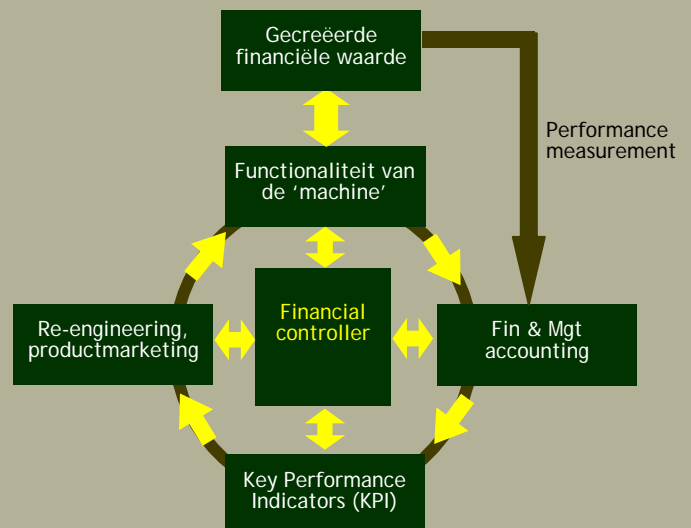 Gecreëerde
financiële waarde
Performance
measurement
Functionaliteit van
de ‘machine’
Financial
controller
Re-engineering,
productmarketing
Fin & Mgt
accounting
Key Performance
Indicators (KPI)